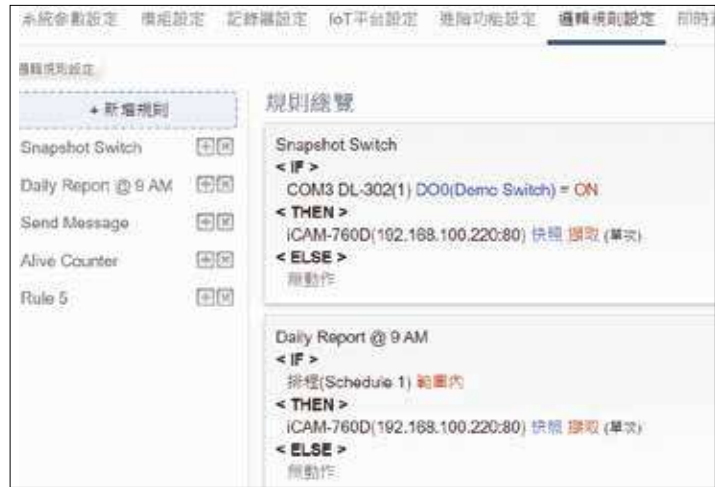 系統參數設定 模組設定 記錄器設定 IoT平台設定 進階功能設定 邏輯規則設定 即時
邏輯規則設定
+ 新增規則
Snapshot Switch
Daily Report @ 9 AM
Send Message
Alive Counter
Rule 5
規則總覽
Snapshot Switch
< IF >
COM3 DL-302(1) DO0(Demo Switch) = ON
< THEN >
iCAM-760D(192.168.100.220:80) 快照 擷取 (單次)
< ELSE >
無動作
Daily Report @ 9 AM
< IF >
排程(Schedule 1) 範圍內
< THEN >
iCAM-760D(192.168.100.220:80) 快照 擷取 (單次)
< ELSE >
無動作